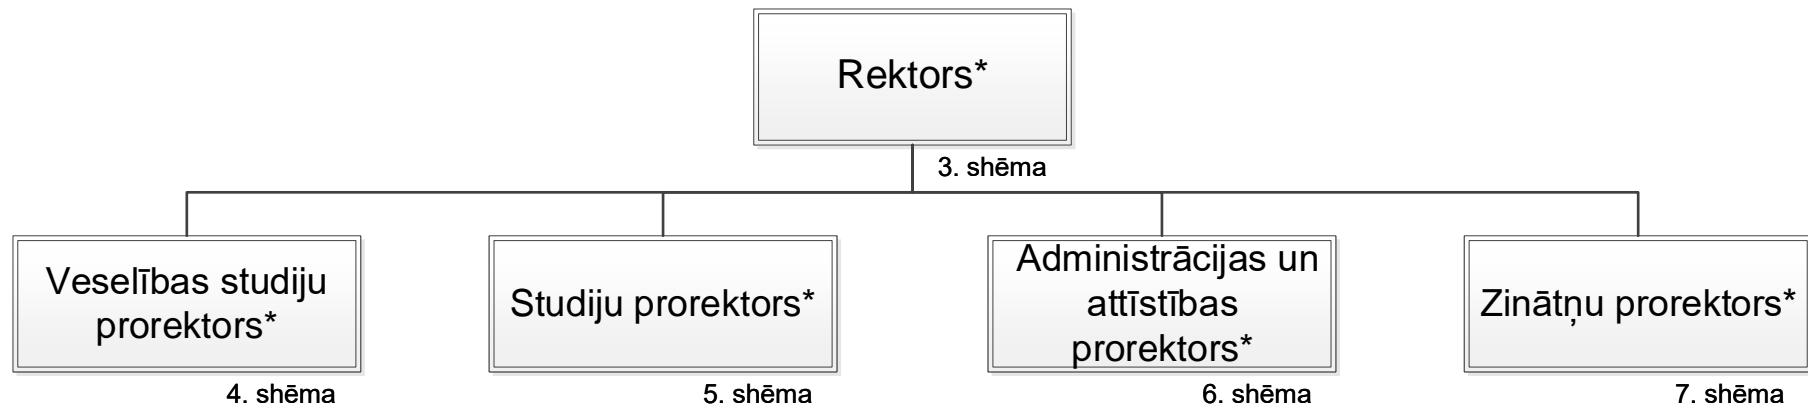 Rektors*
3. shēma
Veselības studiju
prorektors*
4. shēma
Studiju prorektors*
5. shēma
Administrācijas un
attīstības
prorektors*
6. shēma
Zinātņu prorektors*
7. shēma